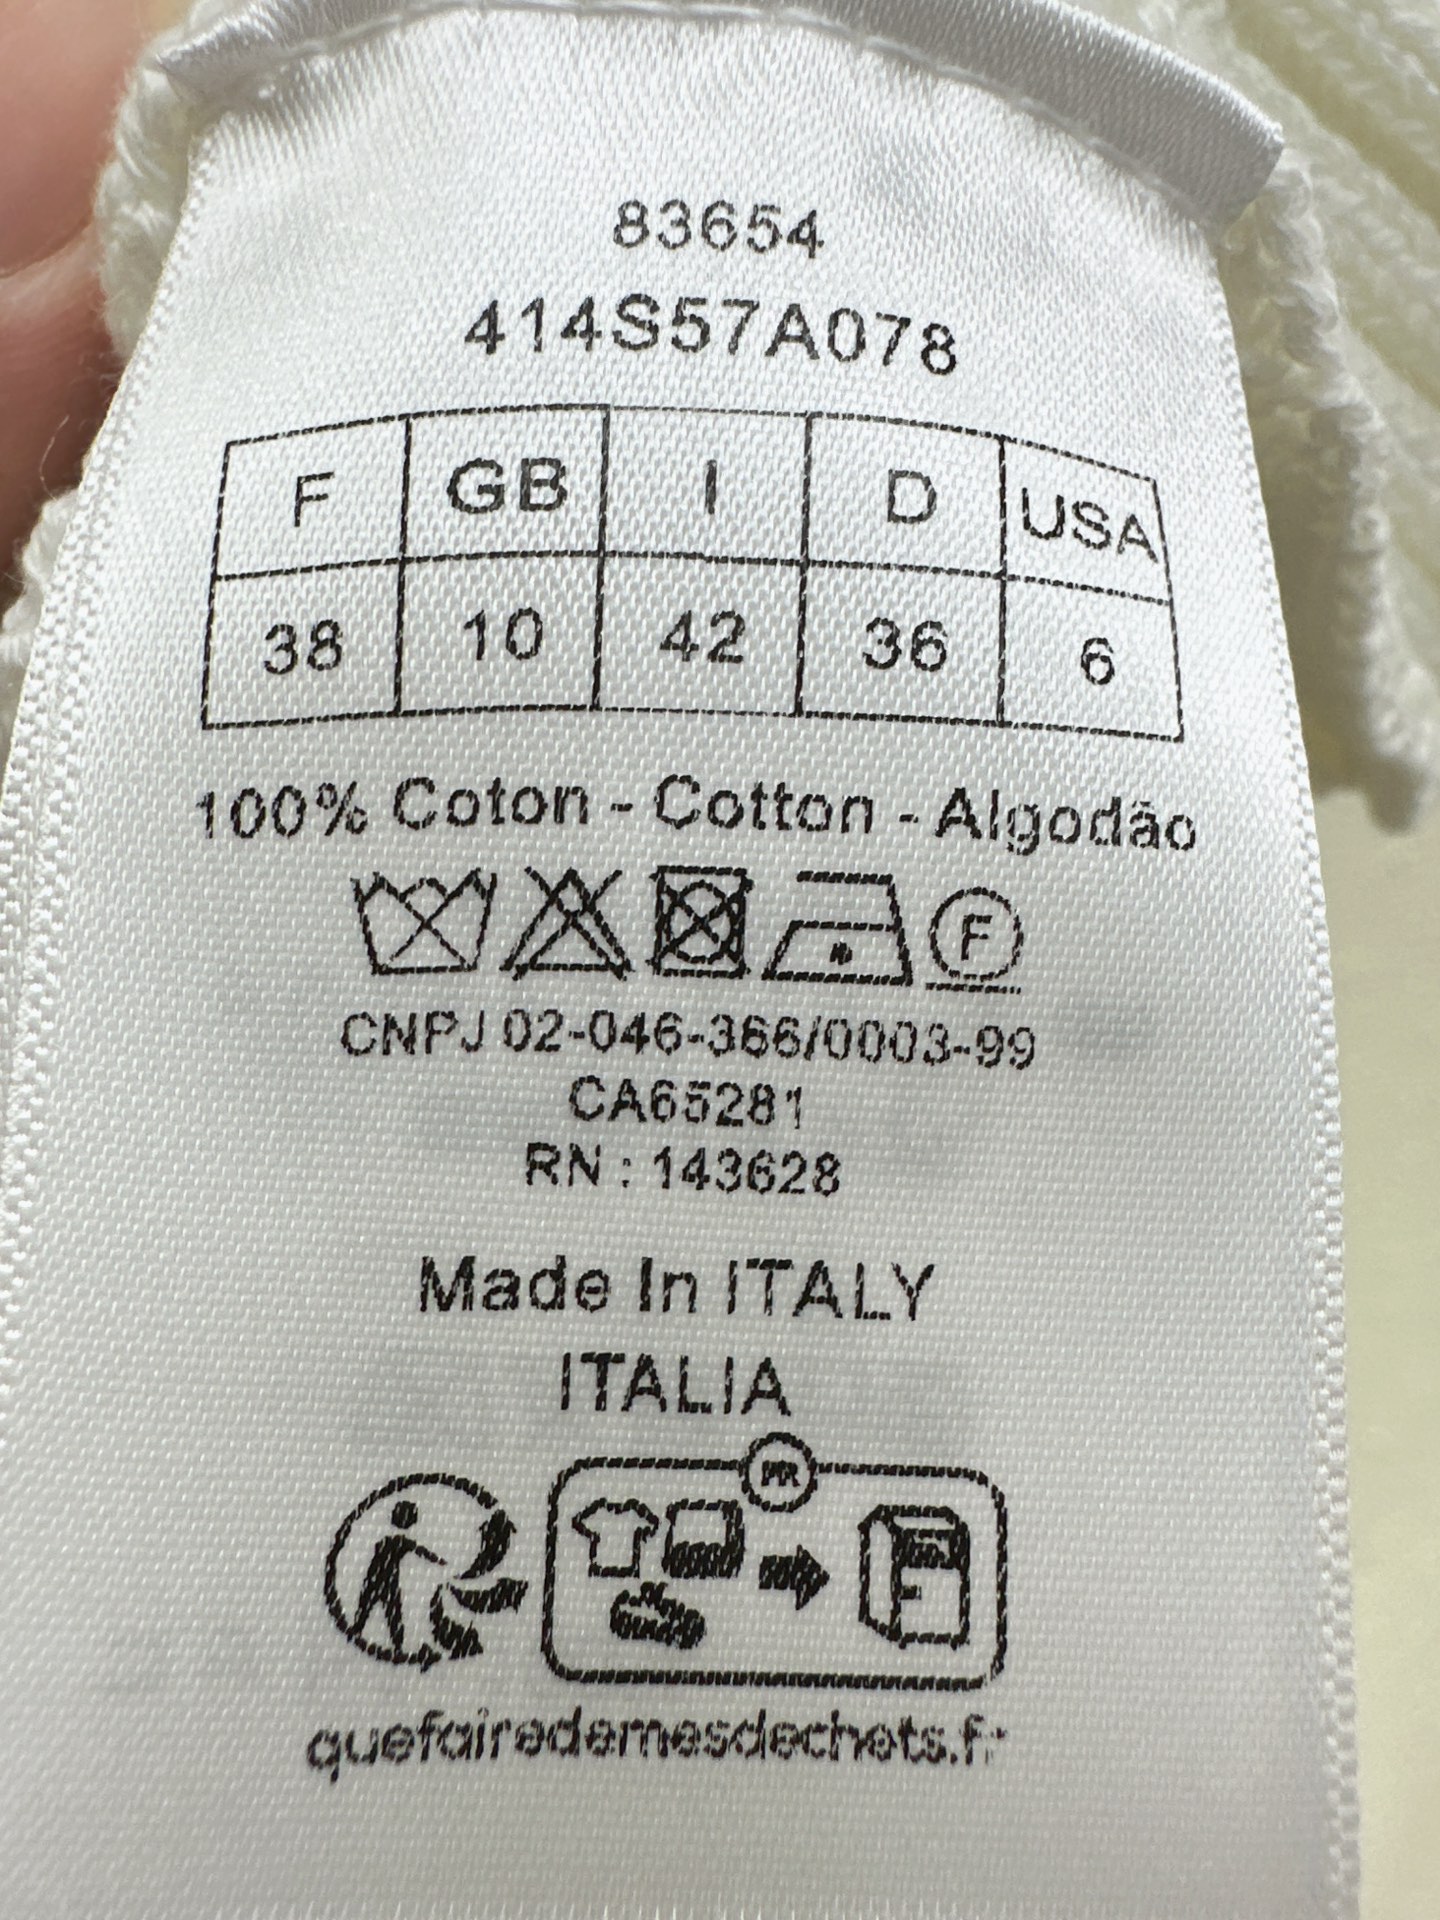 83654
414S57A078
F GB I D USA
38 10 42 36 6
100% Coton - Cotton - Algodão
F
CNPJ 02-046-366/0003-99
CA65281
RN : 143628
Made In ITALY
ITALIA
FR
quefairedemesdechets.fr